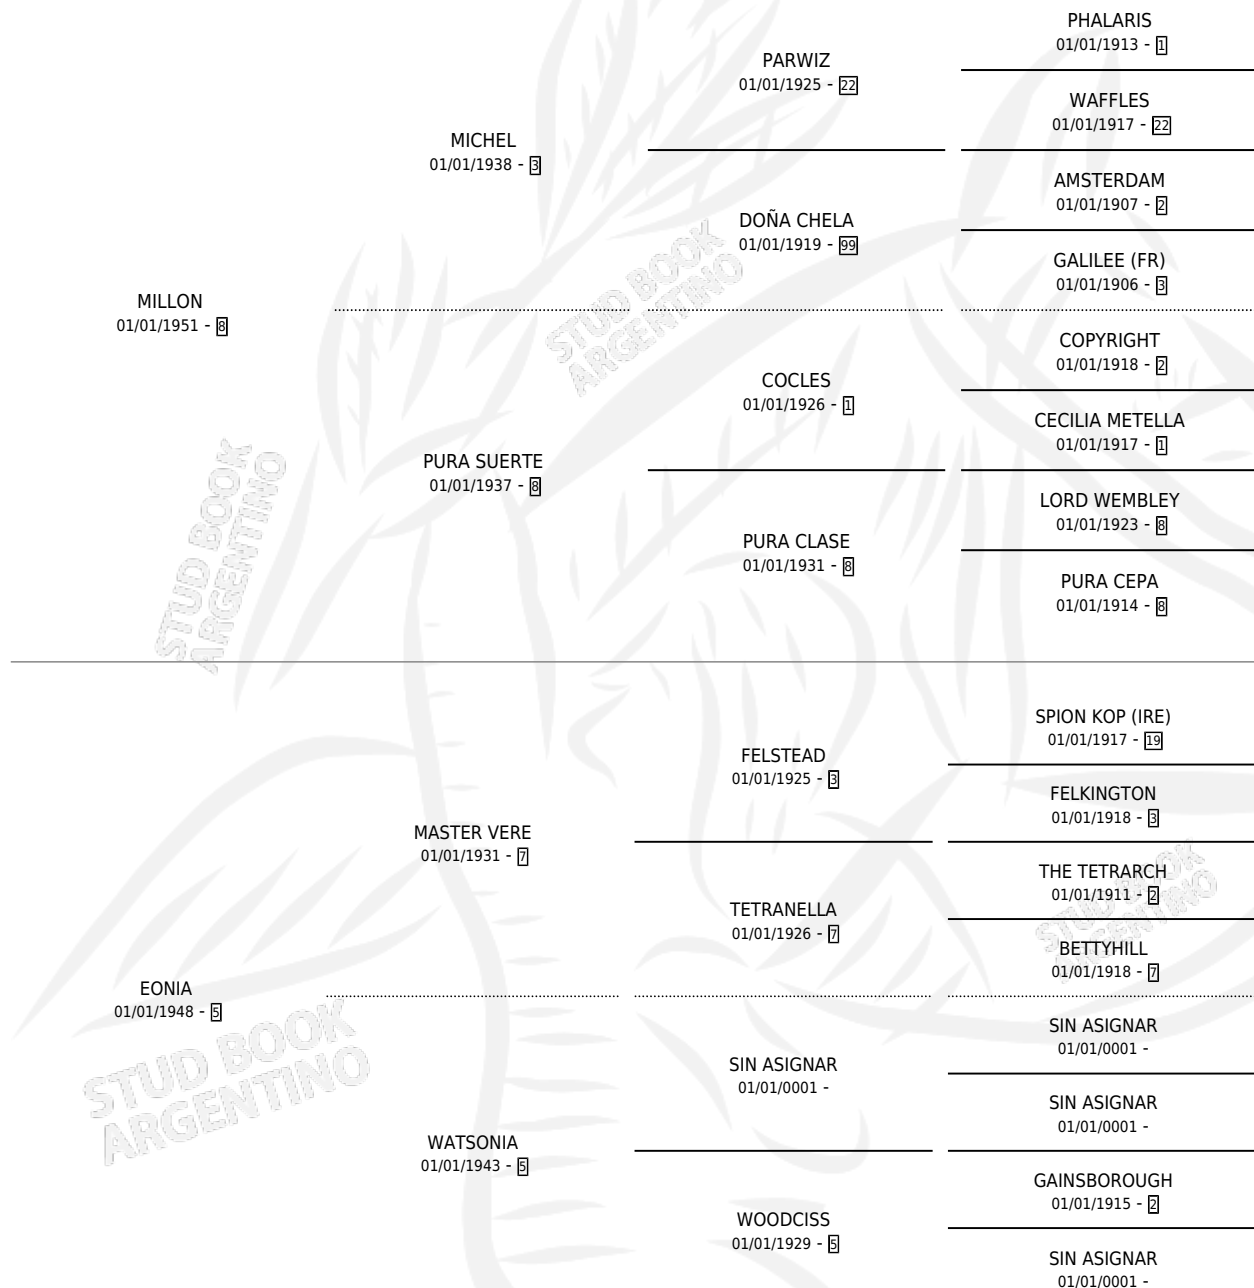 PHALARIS
01/01/1913 - 1
PARWIZ
01/01/1925 - 22
WAFFLES
01/01/1917 - 22
MICHEL
01/01/1938 - 3
AMSTERDAM
01/01/1907 - 2
DOÑA CHELA
01/01/1919 - 99
GALILEE (FR)
01/01/1906 - 3
MILLON
01/01/1951 - 8
COPYRIGHT
01/01/1918 - 2
COCLES
01/01/1926 - 1
CECILIA METELLA
01/01/1917 - 1
PURA SUERTE
01/01/1937 - 8
LORD WEMBLEY
01/01/1923 - 8
PURA CLASE
01/01/1931 - 8
PURA CEPA
01/01/1914 - 8
STUD BOOK
ARGENTINO
STUD BOOK
ARGENTINO
SPION KOP (IRE)
01/01/1917 - 19
FELSTEAD
01/01/1925 - 3
FELKINGTON
01/01/1918 - 3
MASTER VERE
01/01/1931 - 7
THE TETRARCH
01/01/1911 - 2
TETRANELLA
01/01/1926 - 7
BETTYHILL
01/01/1918 - 7
EONIA
01/01/1948 - 5
SIN ASIGNAR
01/01/0001 -
SIN ASIGNAR
01/01/0001 -
SIN ASIGNAR
01/01/0001 -
WATSONIA
01/01/1943 - 5
GAINSBOROUGH
01/01/1915 - 2
WOODCISS
01/01/1929 - 5
SIN ASIGNAR
01/01/0001 -
STUD BOOK
ARGENTINO
STUD BOOK
ARGENTINO